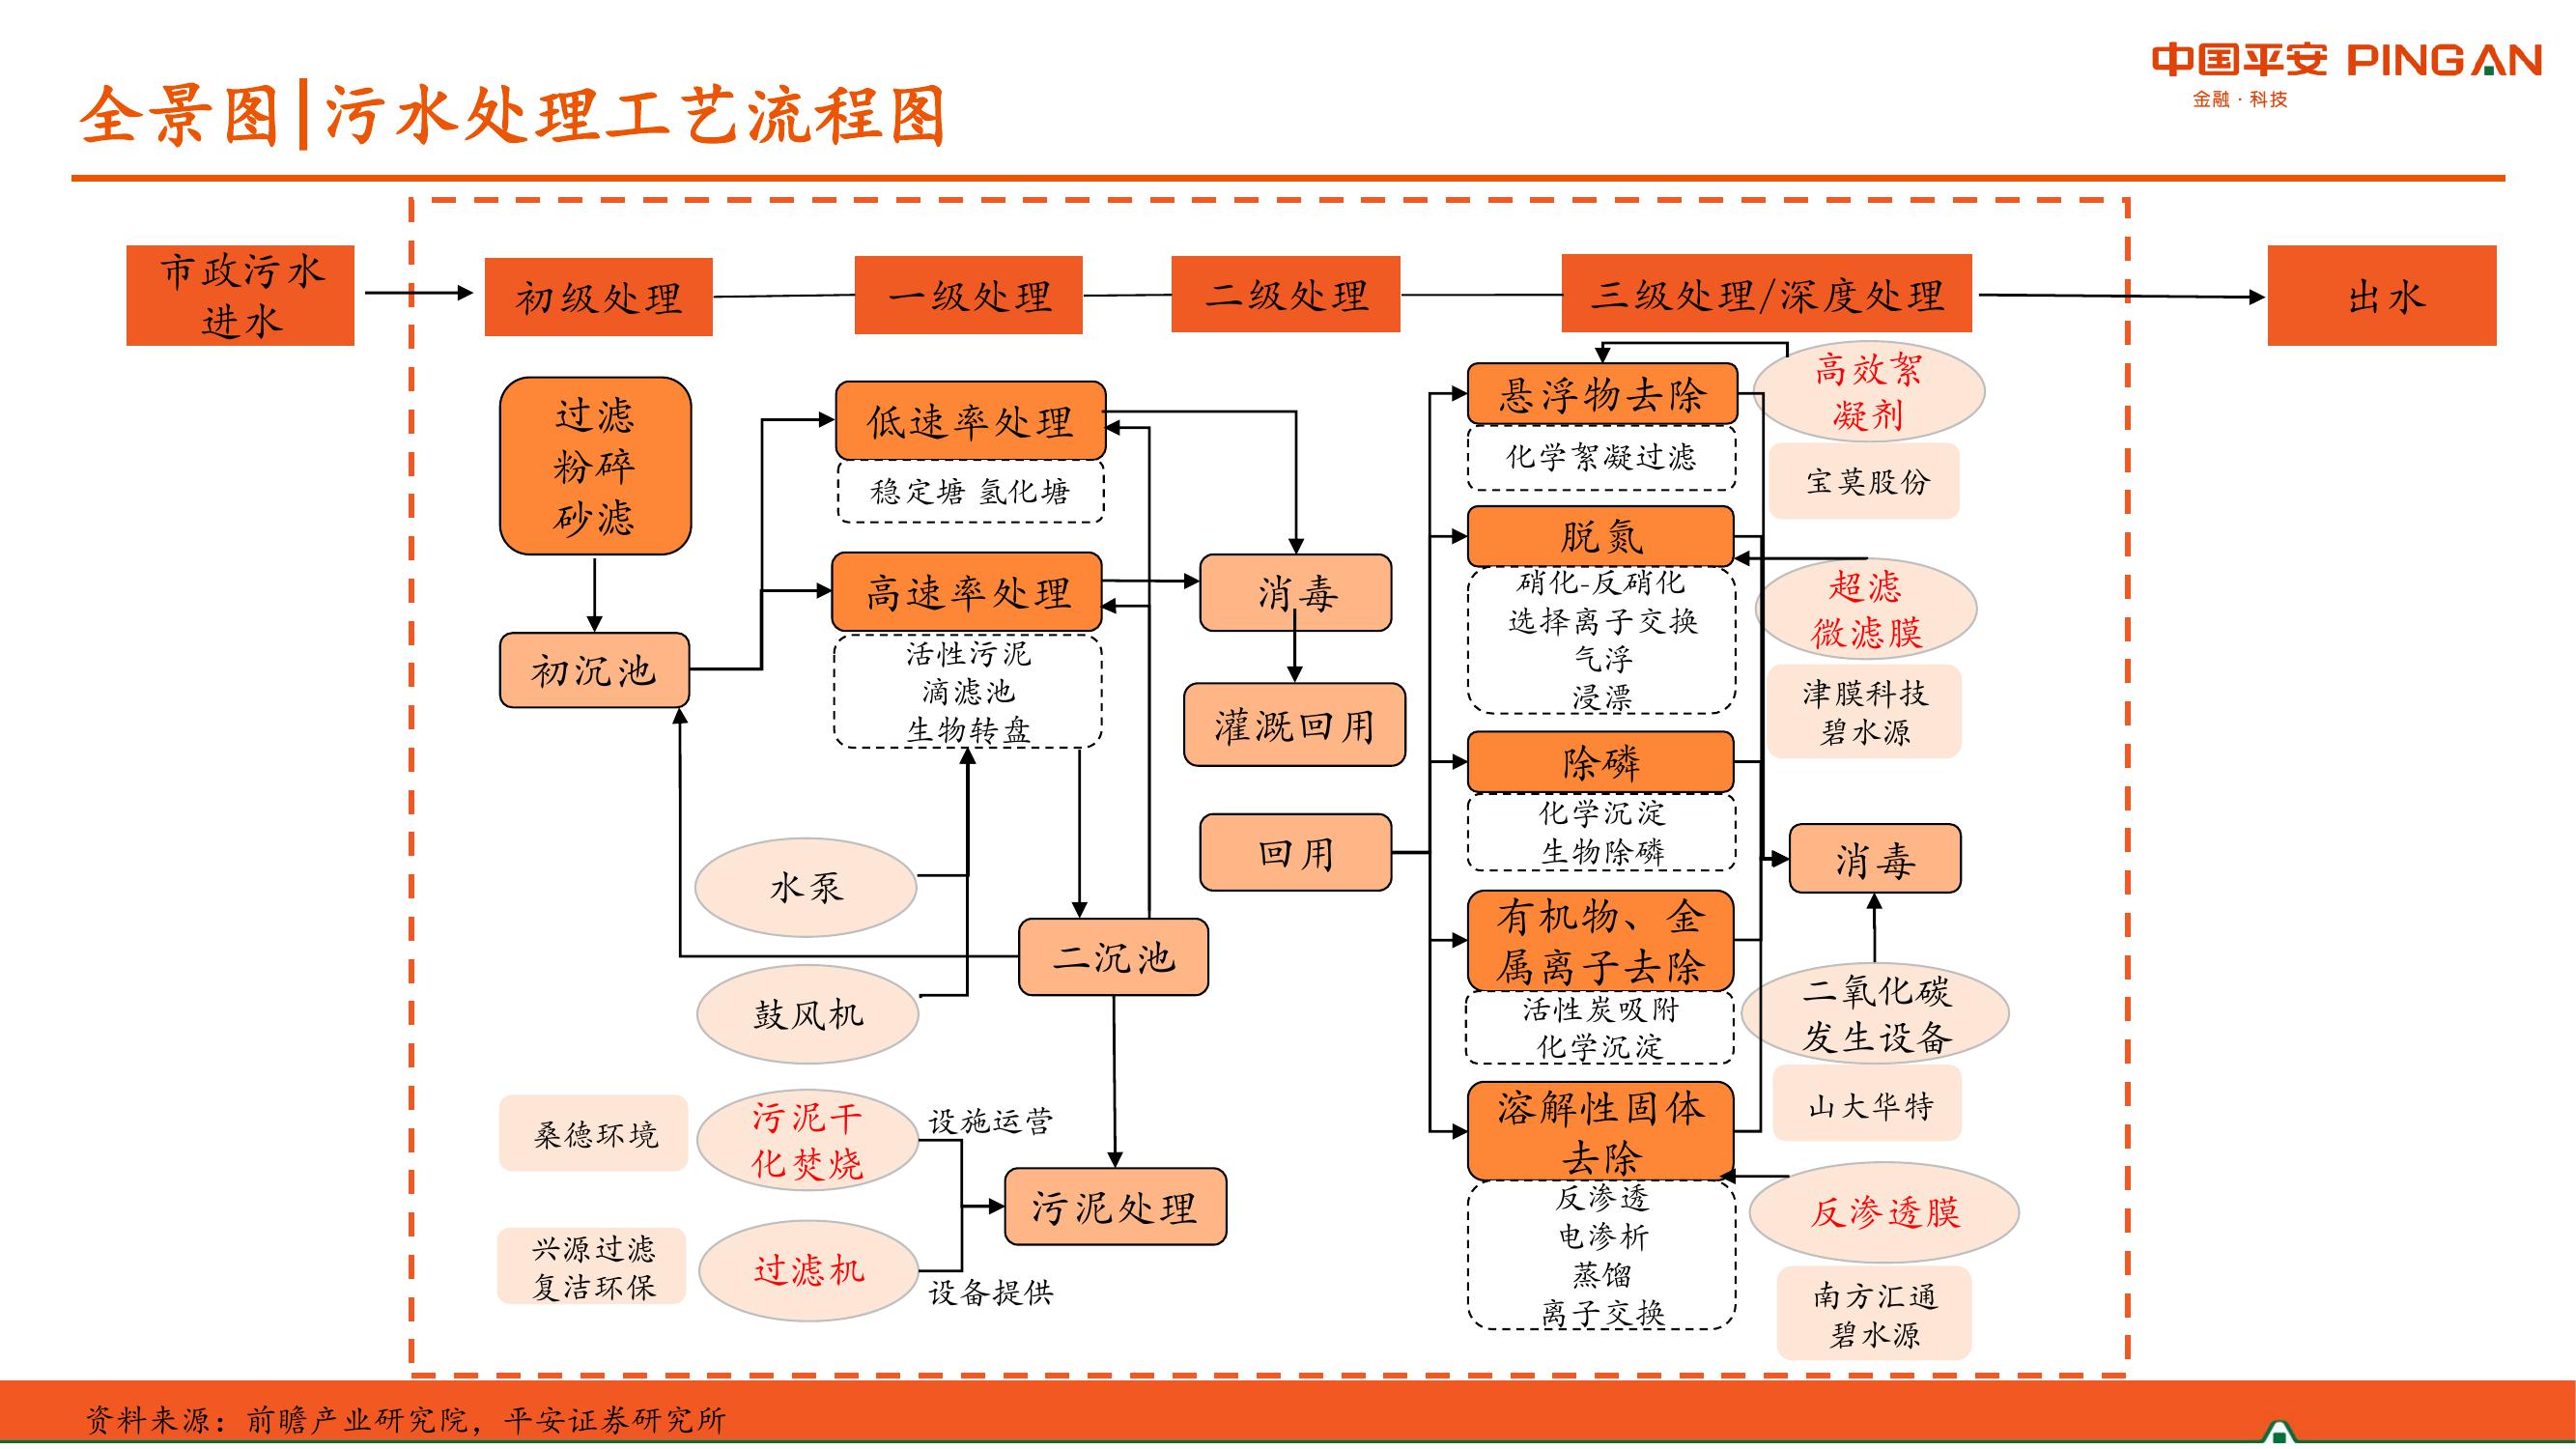 中国平安 PINGAN
金融·科技
全景图|污水处理工艺流程图
市政污水
进水
初级处理
一级处理
二级处理
三级处理/深度处理
出水
过滤
粉碎
砂滤
初沉池
低速率处理
稳定塘 氢化塘
高速率处理
活性污泥
滴滤池
生物转盘
水泵
鼓风机
二沉池
桑德环境
污泥干
化焚烧
设施运营
兴源过滤
复洁环保
过滤机
设备提供
污泥处理
消毒
灌溉回用
回用
悬浮物去除
化学絮凝过滤
脱氮
硝化-反硝化
选择离子交换
气浮
浸漂
除磷
化学沉淀
生物除磷
有机物、金
属离子去除
活性炭吸附
化学沉淀
溶解性固体
去除
反渗透
电渗析
蒸馏
离子交换
高效絮
凝剂
宝莫股份
超滤
微滤膜
津膜科技
碧水源
消毒
二氧化碳
发生设备
山大华特
反渗透膜
南方汇通
碧水源
资料来源：前瞻产业研究院，平安证券研究所